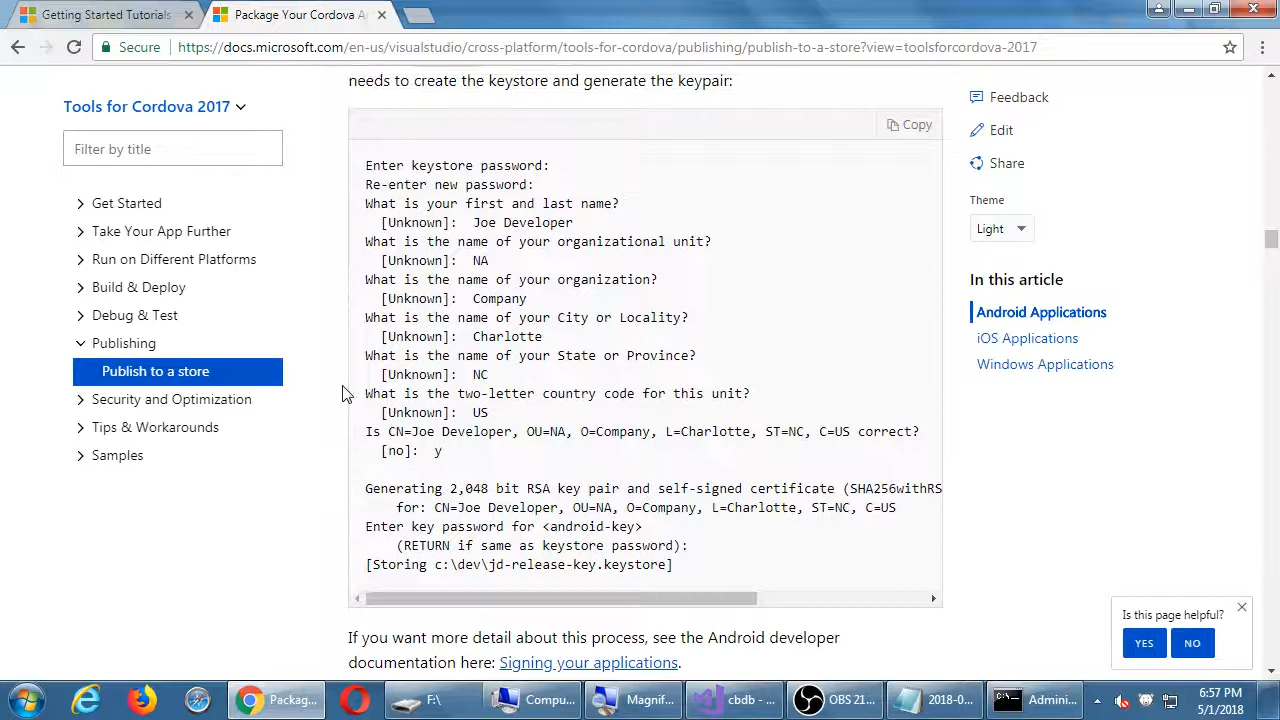 Getting Started Tutorials
Package Your Cordova A
Secure
https://docs.microsoft.com/en-us/visualstudio/cross-platform/tools-for-cordova/publishing/publish-to-a-store?view=toolsforcordova-2017
Tools for Cordova 2017
Filter by title
Get Started
Take Your App Further
Run on Different Platforms
Build & Deploy
Debug & Test
Publishing
Publish to a store
Security and Optimization
Tips & Workarounds
Samples
needs to create the keystore and generate the keypair:
Copy
Enter keystore password:
Re-enter new password:
What is your first and last name?
[Unknown]:  Joe Developer
What is the name of your organizational unit?
[Unknown]:  NA
What is the name of your organization?
[Unknown]:  Company
What is the name of your City or Locality?
[Unknown]:  Charlotte
What is the name of your State or Province?
[Unknown]:  NC
What is the two-letter country code for this unit?
[Unknown]:  US
Is CN=Joe Developer, OU=NA, O=Company, L=Charlotte, ST=NC, C=US correct?
[no]:  y
Generating 2,048 bit RSA key pair and self-signed certificate (SHA256withRS
for: CN=Joe Developer, OU=NA, O=Company, L=Charlotte, ST=NC, C=US
Enter key password for <android-key>
(RETURN if same as keystore password):
[Storing c:\dev\jd-release-key.keystore]
If you want more detail about this process, see the Android developer
documentation here: Signing your applications.
Feedback
Edit
Share
Theme
Light
In this article
Android Applications
iOS Applications
Windows Applications
Is this page helpful?
YES
NO
Packag...
F:\
Compu...
Magnif...
cbdb - ...
OBS 21...
2018-0...
Admini...
6:57 PM
5/1/2018